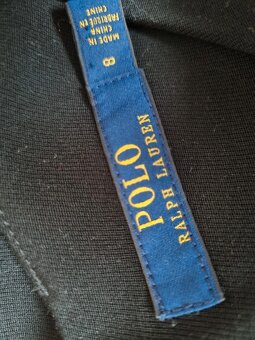 POLO
RALPH LAUREN
8
MADE IN
CHINA
FABRIQUÉ EN
CHINE